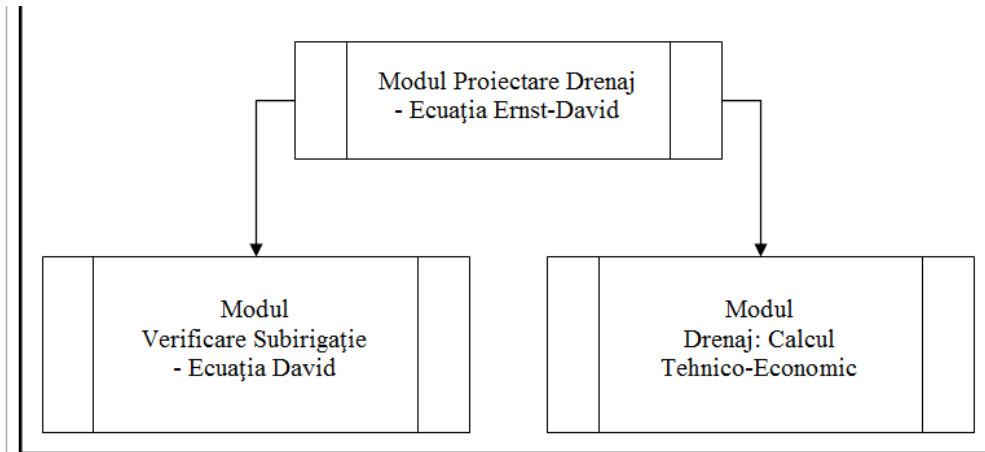 Modul Proiectare Drenaj
- Ecuaţia Ernst-David
Modul
Verificare Subirigaţie
- Ecuaţia David
Modul
Drenaj: Calcul
Tehnico-Economic